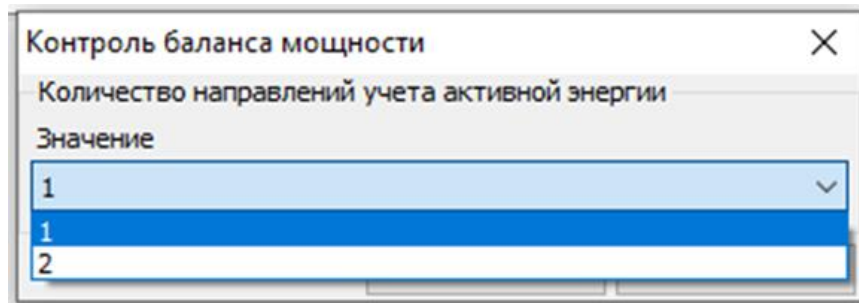 Контроль баланса мощности
Количество направлений учета активной энергии
Значение
1
1
2